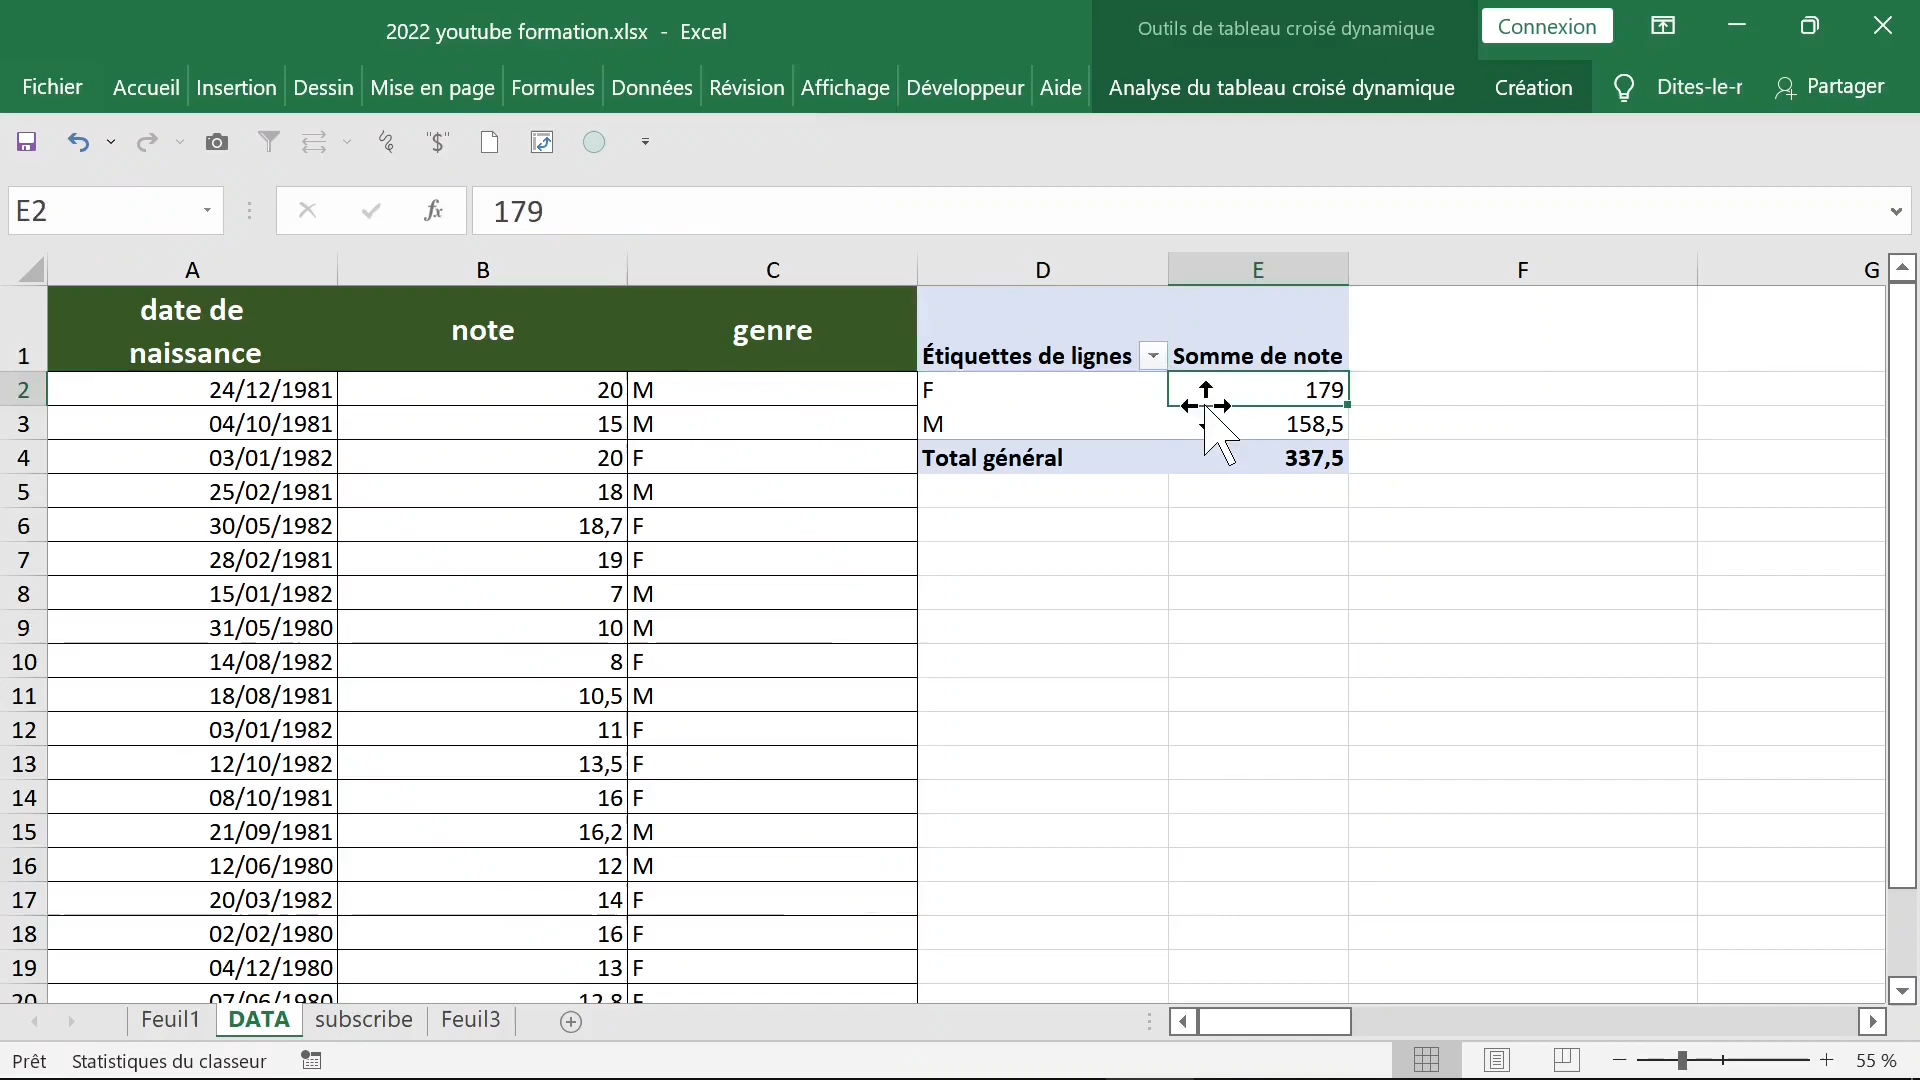 2022 youtube formation.xlsx - Excel
Outils de tableau croisé dynamique
Connexion
Fichier Accueil Insertion Dessin Mise en page Formules Données Révision Affichage Développeur Aide Analyse du tableau croisé dynamique Création Dites-le-r Partager
"$"
E2 fx 179
A B C D E F G
1 date de naissance note genre Étiquettes de lignes Somme de note
2 24/12/1981 20 M F 179
3 04/10/1981 15 M M 158,5
4 03/01/1982 20 F Total général 337,5
5 25/02/1981 18 M
6 30/05/1982 18,7 F
7 28/02/1981 19 F
8 15/01/1982 7 M
9 31/05/1980 10 M
10 14/08/1982 8 F
11 18/08/1981 10,5 M
12 03/01/1982 11 F
13 12/10/1982 13,5 F
14 08/10/1981 16 F
15 21/09/1981 16,2 M
16 12/06/1980 12 M
17 20/03/1982 14 F
18 02/02/1980 16 F
19 04/12/1980 13 F
20 07/06/1980 12,8 F
Feuil1 DATA subscribe Feuil3
Prêt Statistiques du classeur 55 %